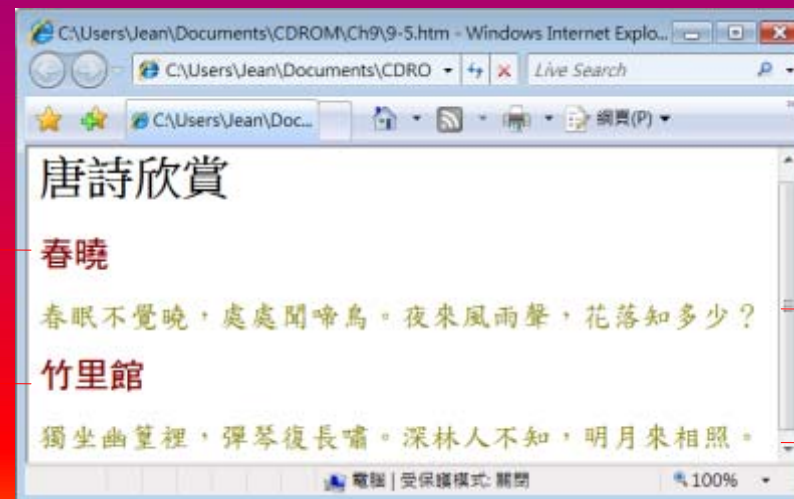 C:\Users\Jean\Documents\CDROM\Ch9\9-5.htm - Windows Internet Explo...
C:\Users\Jean\Documents\CDRO
Live Search
C:\Users\Jean\Doc...
網頁(P)
唐詩欣賞
春曉
春眠不覺曉，處處聞啼鳥。夜來風雨聲，花落知多少？
竹里館
獨坐幽篁裡，彈琴復長嘯。深林人不知，明月來相照。
電腦 | 受保護模式: 關閉
100%